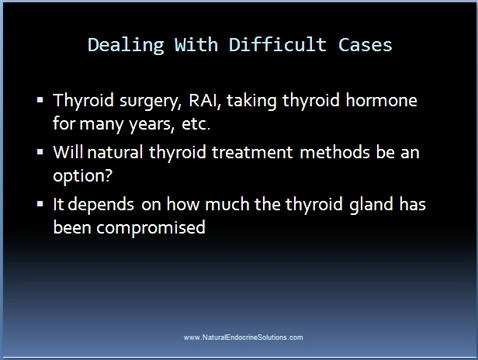 Dealing With Difficult Cases
▪ Thyroid surgery, RAI, taking thyroid hormone
for many years, etc.
▪ Will natural thyroid treatment methods be an
option?
▪ It depends on how much the thyroid gland has
been compromised
www.NaturalEndocrineSolutions.com